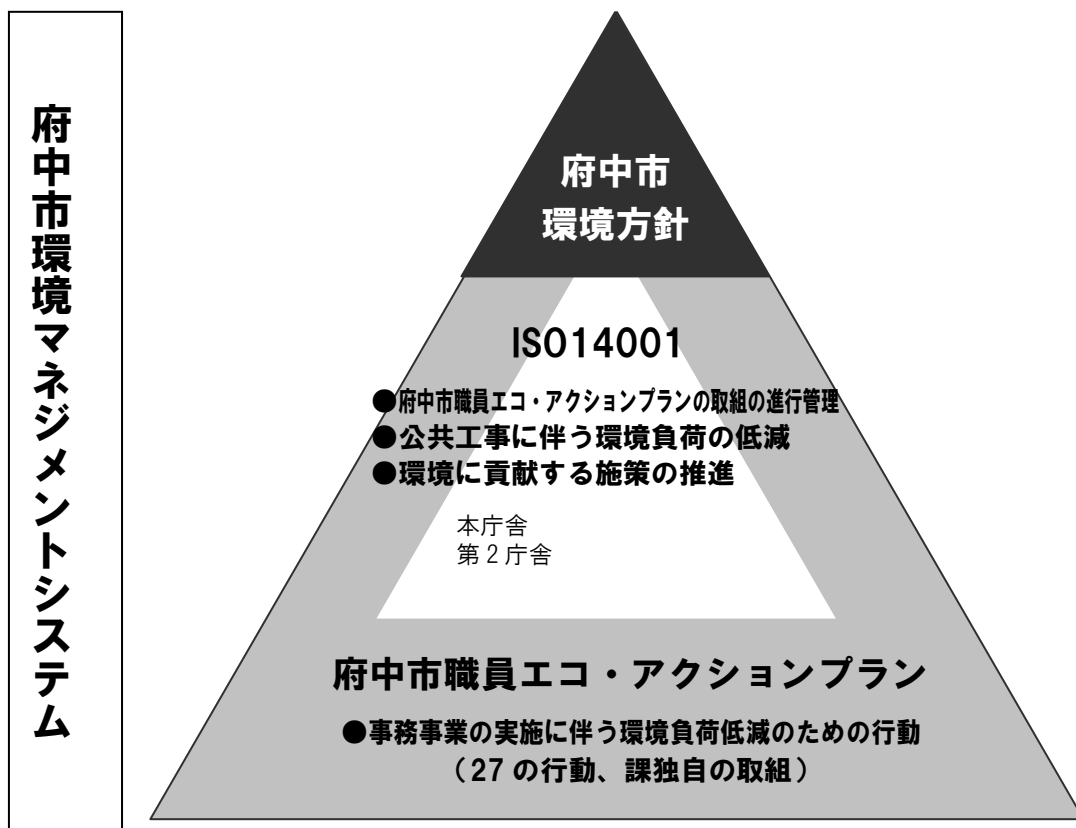 府中市環境マネジメントシステム
府中市
環境方針
ISO14001
●府中市職員エコ・アクションプランの取組の進行管理
●公共工事に伴う環境負荷の低減
●環境に貢献する施策の推進
本庁舎
第2庁舎
府中市職員エコ・アクションプラン
●事務事業の実施に伴う環境負荷低減のための行動
(27の行動、課独自の取組)